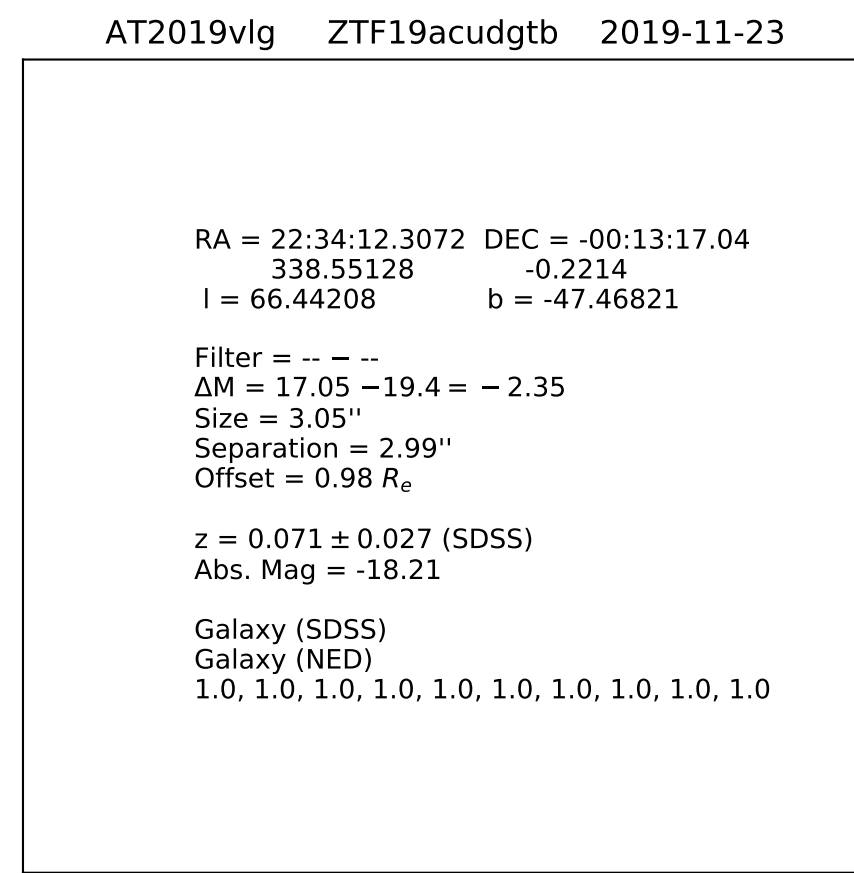 AT2019vlg ZTF19acudgtb 2019-11-23
RA = 22:34:12.3072 DEC = -00:13:17.04
338.55128 -0.2214
l = 66.44208 b = -47.46821
Filter = -- − --
ΔM = 17.05 −19.4 = − 2.35
Size = 3.05''
Separation = 2.99''
Offset = 0.98 Rₑ
z = 0.071 ± 0.027 (SDSS)
Abs. Mag = -18.21
Galaxy (SDSS)
Galaxy (NED)
1.0, 1.0, 1.0, 1.0, 1.0, 1.0, 1.0, 1.0, 1.0, 1.0